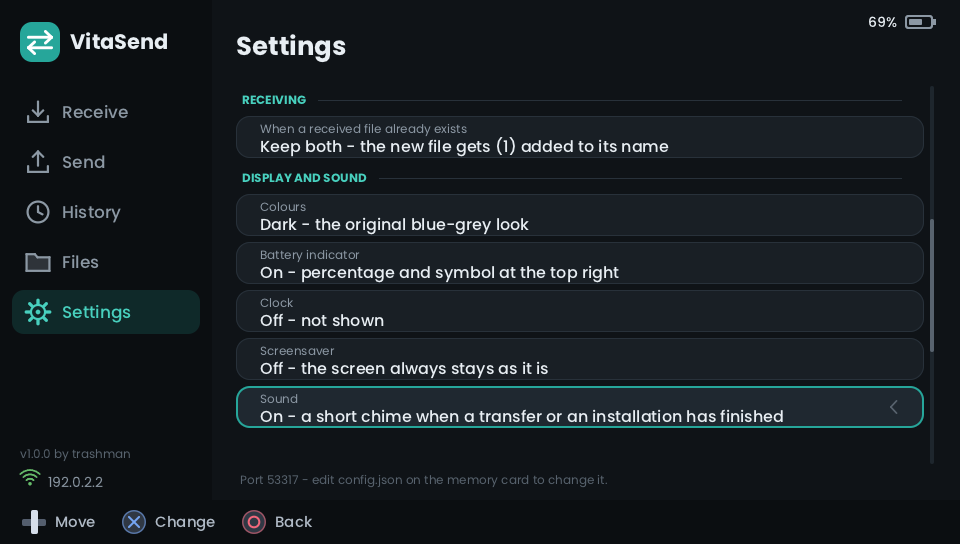 VitaSend
69%
Settings
Receive
Send
History
Files
Settings
RECEIVING
When a received file already exists
Keep both - the new file gets (1) added to its name
DISPLAY AND SOUND
Colours
Dark - the original blue-grey look
Battery indicator
On - percentage and symbol at the top right
Clock
Off - not shown
Screensaver
Off - the screen always stays as it is
Sound
On - a short chime when a transfer or an installation has finished
v1.0.0 by trashman
192.0.2.2
Port 53317 - edit config.json on the memory card to change it.
Move
Change
Back